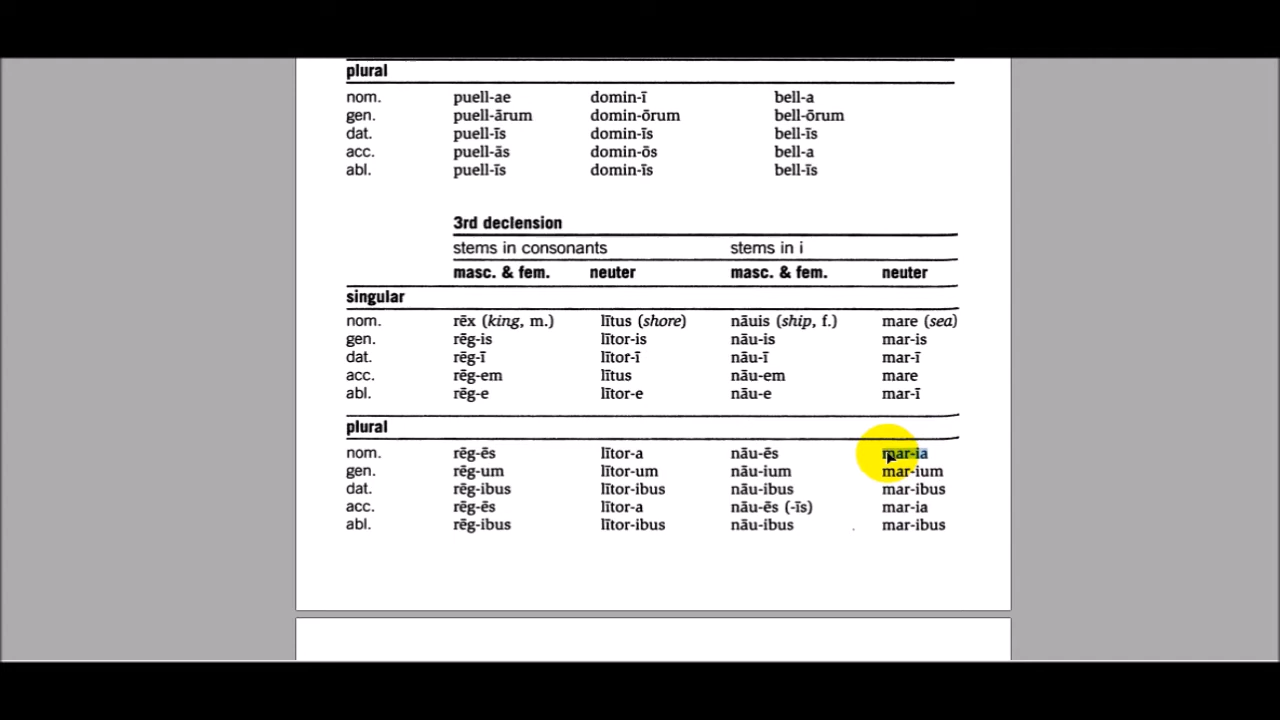 plural
nom. puell-ae domin-ī bell-a
gen. puell-ārum domin-ōrum bell-ōrum
dat. puell-īs domin-īs bell-īs
acc. puell-ās domin-ōs bell-a
abl. puell-īs domin-īs bell-īs
3rd declension
stems in consonants stems in i
masc. & fem. neuter masc. & fem. neuter
singular
nom. rēx (king, m.) lītus (shore) nāuis (ship, f.) mare (sea)
gen. rēg-is lītor-is nāu-is mar-is
dat. rēg-ī lītor-ī nāu-ī mar-ī
acc. rēg-em lītus nāu-em mare
abl. rēg-e lītor-e nāu-e mar-ī
plural
nom. rēg-ēs lītor-a nāu-ēs mar-ia
gen. rēg-um lītor-um nāu-ium mar-ium
dat. rēg-ibus lītor-ibus nāu-ibus mar-ibus
acc. rēg-ēs lītor-a nāu-ēs (-īs) mar-ia
abl. rēg-ibus lītor-ibus nāu-ibus mar-ibus